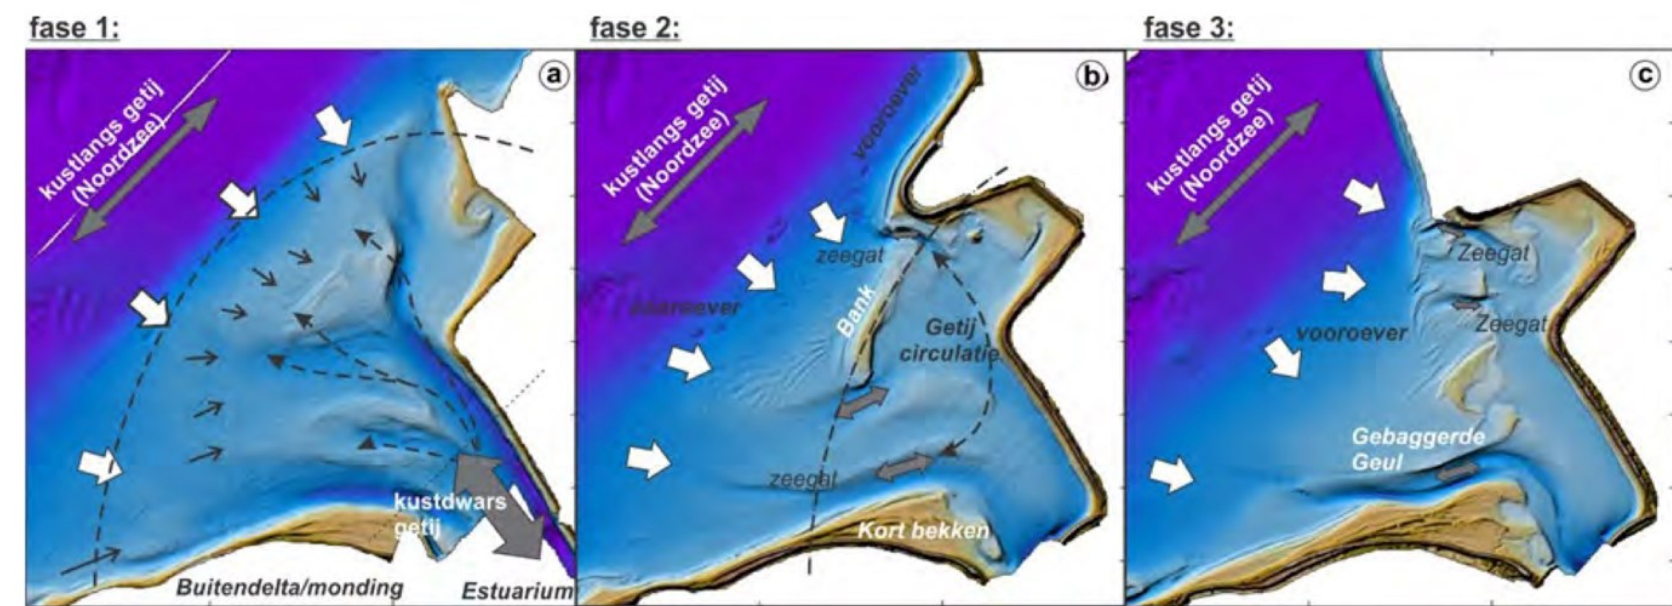 fase 1:
fase 2:
fase 3:
a
kustlangs getij
(Noordzee)
kustdwars
getij
Buitendelta/monding
Estuarium
b
kustlangs getij
(Noordzee)
vooroever
zeegat
vooroever
Bank
Getij
circulatie
zeegat
Kort bekken
c
kustlangs getij
(Noordzee)
Zeegat
Zeegat
vooroever
Gebaggerde
Geul